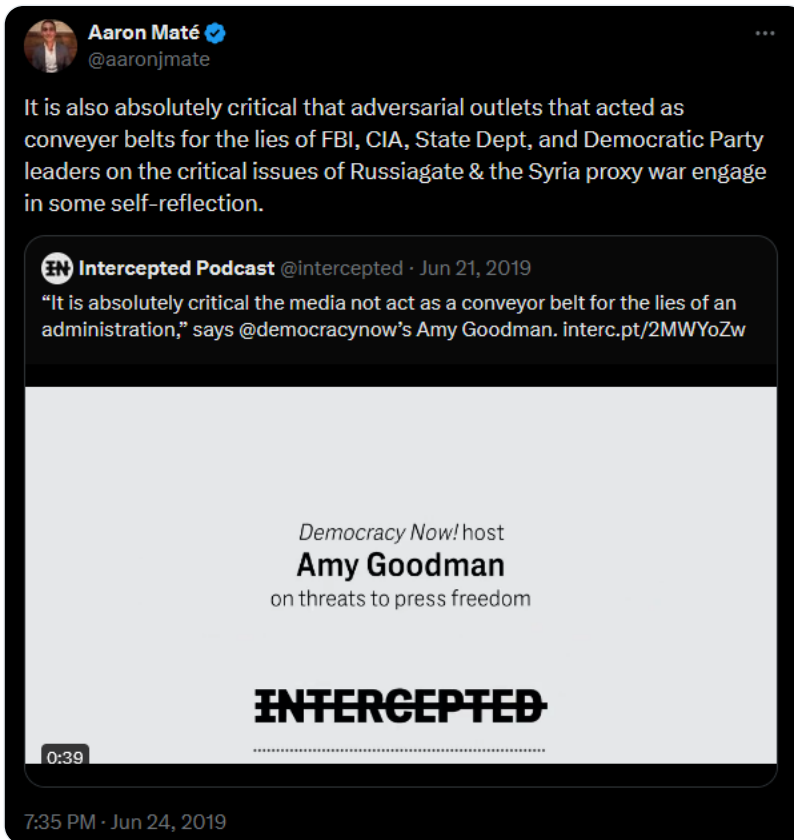 Aaron Maté
@aaronjmate
It is also absolutely critical that adversarial outlets that acted as
conveyer belts for the lies of FBI, CIA, State Dept, and Democratic Party
leaders on the critical issues of Russiagate & the Syria proxy war engage
in some self-reflection.
IN Intercepted Podcast @intercepted · Jun 21, 2019
“It is absolutely critical the media not act as a conveyor belt for the lies of an
administration,” says @democracynow’s Amy Goodman. interc.pt/2MWYoZw
Democracy Now! host
Amy Goodman
on threats to press freedom
INTERCEPTED
0:39
7:35 PM · Jun 24, 2019